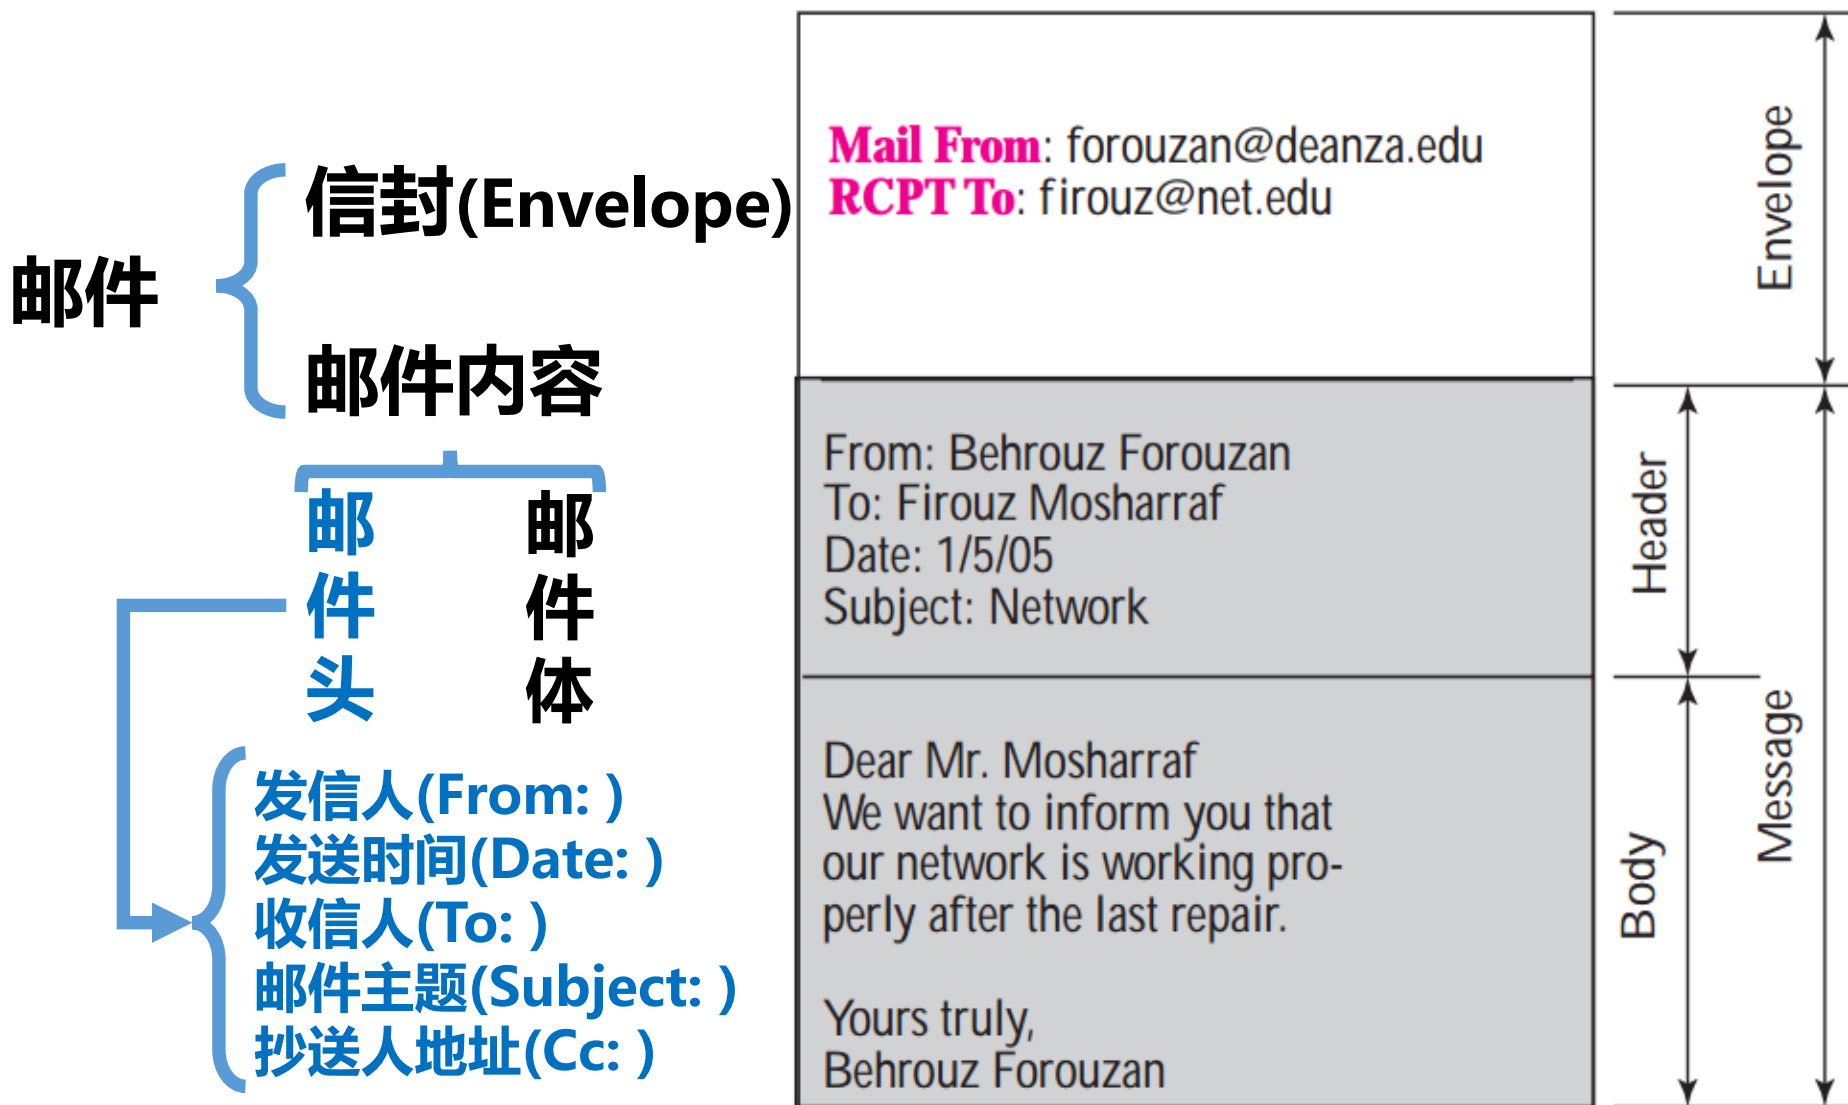 邮件
信封(Envelope)
邮件内容
邮件头
邮件体
发信人(From: )
发送时间(Date: )
收信人(To: )
邮件主题(Subject: )
抄送人地址(Cc: )
Mail From: forouzan@deanza.edu
RCPT To: firouz@net.edu
From: Behrouz Forouzan
To: Firouz Mosharraf
Date: 1/5/05
Subject: Network
Dear Mr. Mosharraf
We want to inform you that
our network is working pro-
perly after the last repair.
Yours truly,
Behrouz Forouzan
Envelope
Header
Body
Message